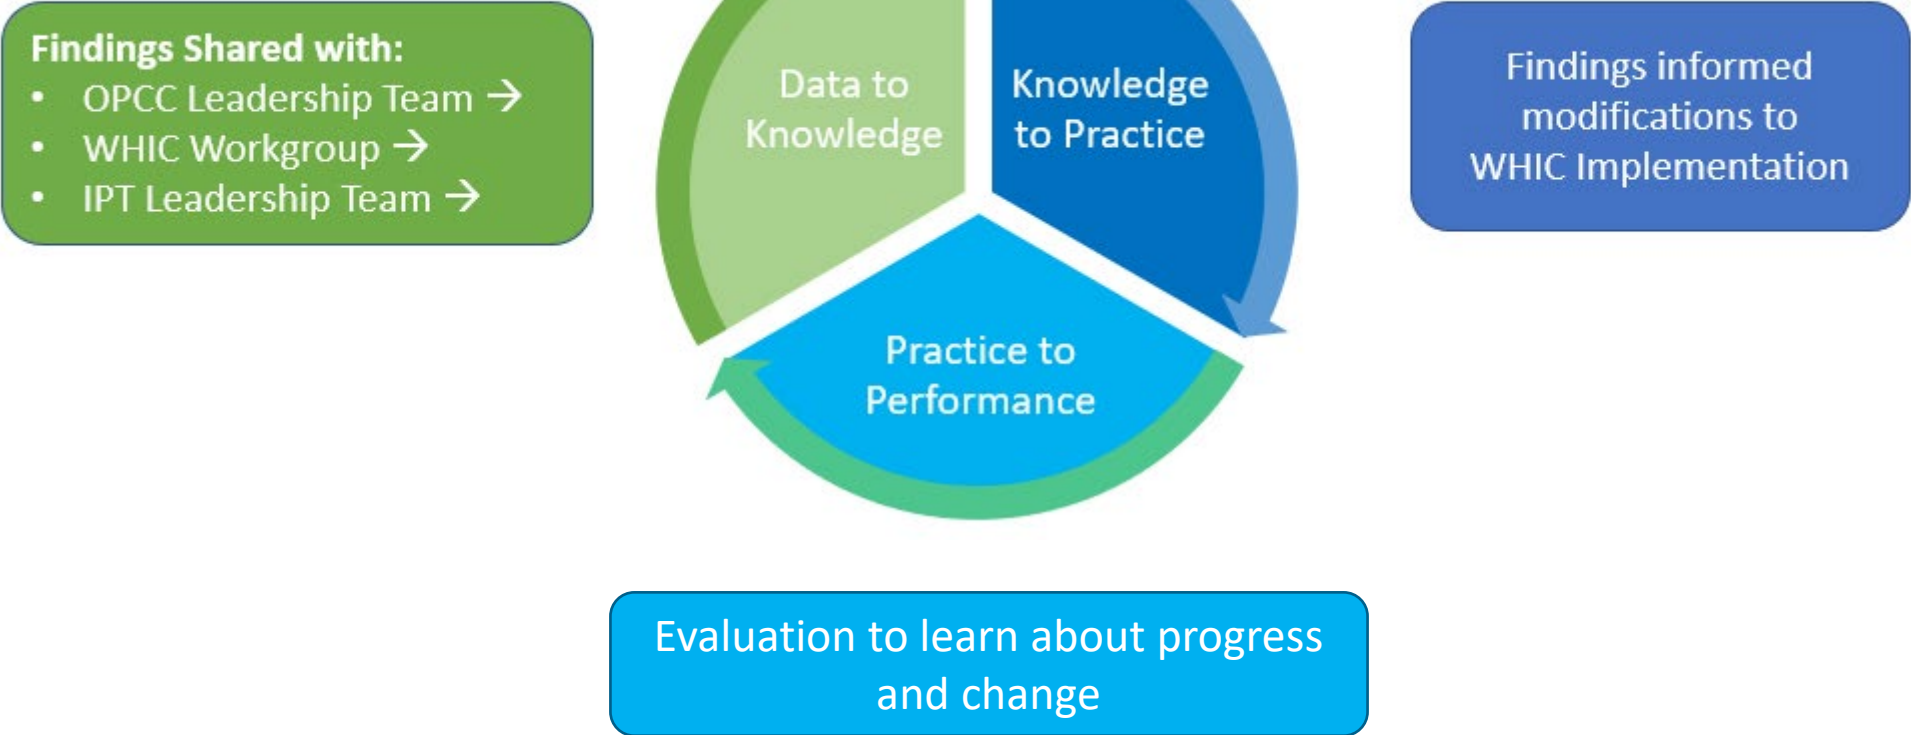 Findings Shared with:
• OPCC Leadership Team →
• WHIC Workgroup →
• IPT Leadership Team →
Data to
Knowledge
Knowledge
to Practice
Findings informed
modifications to
WHIC Implementation
Practice to
Performance
Evaluation to learn about progress
and change